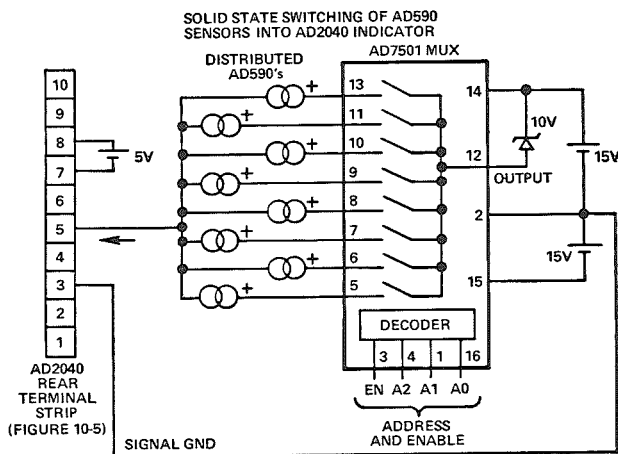 SOLID STATE SWITCHING OF AD590
SENSORS INTO AD2040 INDICATOR
DISTRIBUTED
AD590's
AD7501 MUX
10
9
8
7
6
5
4
3
2
1
5V
+
+
+
+
+
+
+
+
13
11
10
9
8
7
6
5
14
12
2
15
10V
OUTPUT
15V
15V
DECODER
3
4
1
16
EN
A2
A1
A0
ADDRESS
AND ENABLE
AD2040
REAR
TERMINAL
STRIP
(FIGURE 10-5)
SIGNAL GND